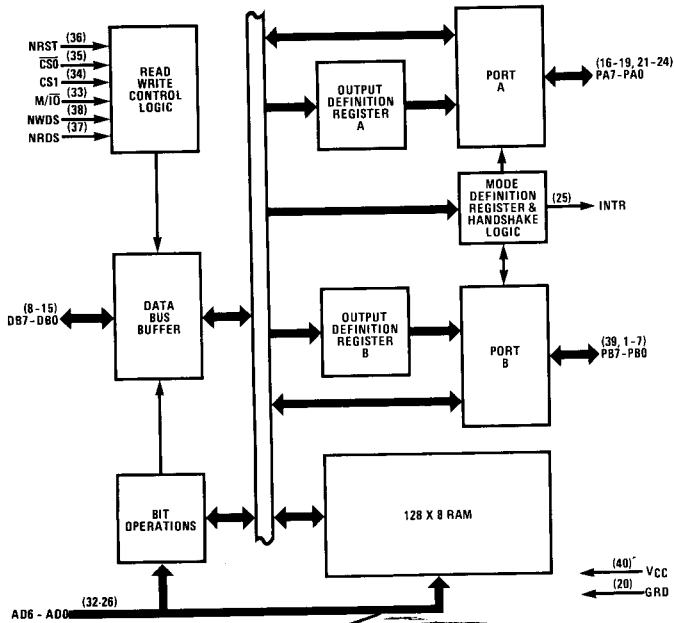 NRST (36)
CS0 (35)
CS1 (34)
M/IO (33)
NWDS (38)
NRDS (37)
READ
WRITE
CONTROL
LOGIC
OUTPUT
DEFINITION
REGISTER
A
PORT
A
(16-19, 21-24)
PA7-PA0
MODE
DEFINITION
REGISTER &
HANDSHAKE
LOGIC
(25)
INTR
(8-15)
DB7-DB0
DATA
BUS
BUFFER
OUTPUT
DEFINITION
REGISTER
B
PORT
B
(39, 1-7)
PB7-PB0
BIT
OPERATIONS
128 X 8 RAM
(40)
VCC
(20)
GRD
AD6 - AD0
(32-26)